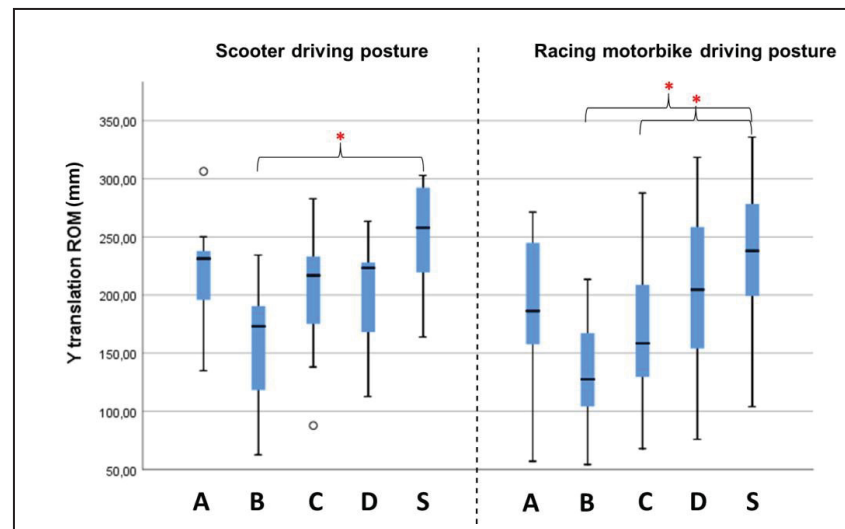 Scooter driving posture
Racing motorbike driving posture
*
*
*
Y translation ROM (mm)
350,00
300,00
250,00
200,00
150,00
100,00
50,00
A B C D S A B C D S